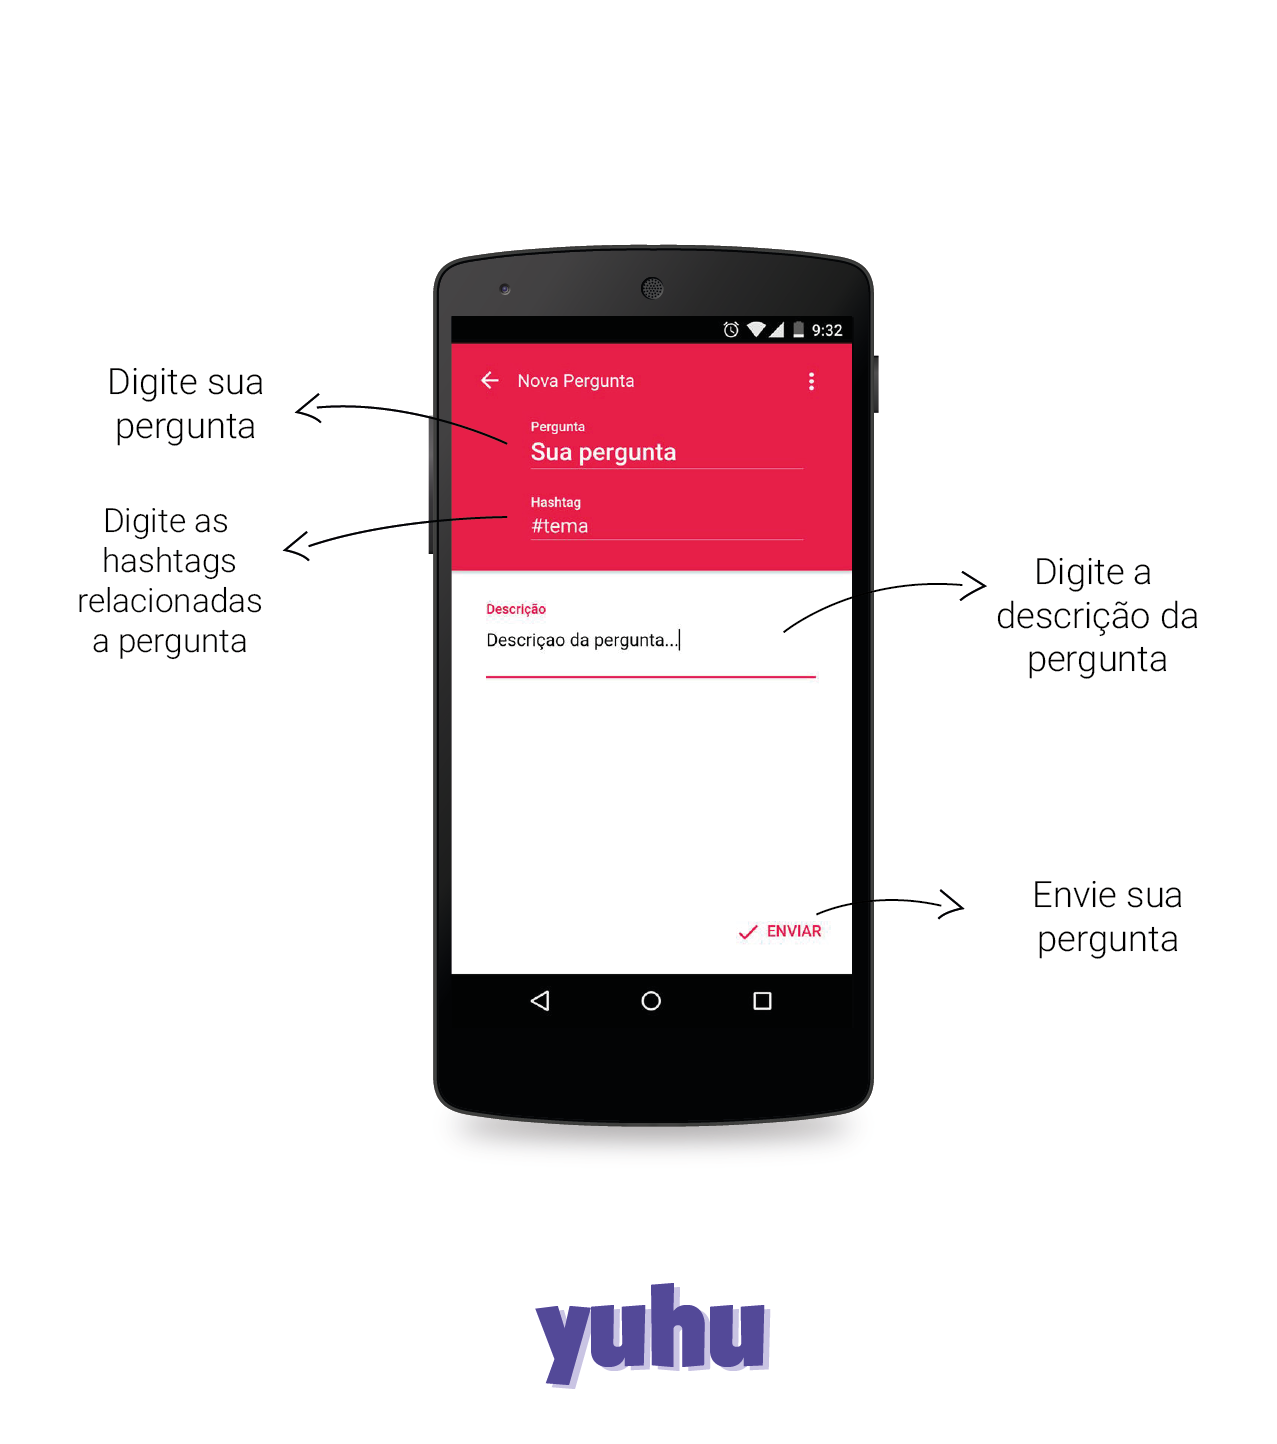 9:32
Nova Pergunta
Pergunta
Sua pergunta
Hashtag
#tema
Descrição
Descriçao da pergunta...
ENVIAR
Digite sua
pergunta
Digite as
hashtags
relacionadas
a pergunta
Digite a
descrição da
pergunta
Envie sua
pergunta
yuhu